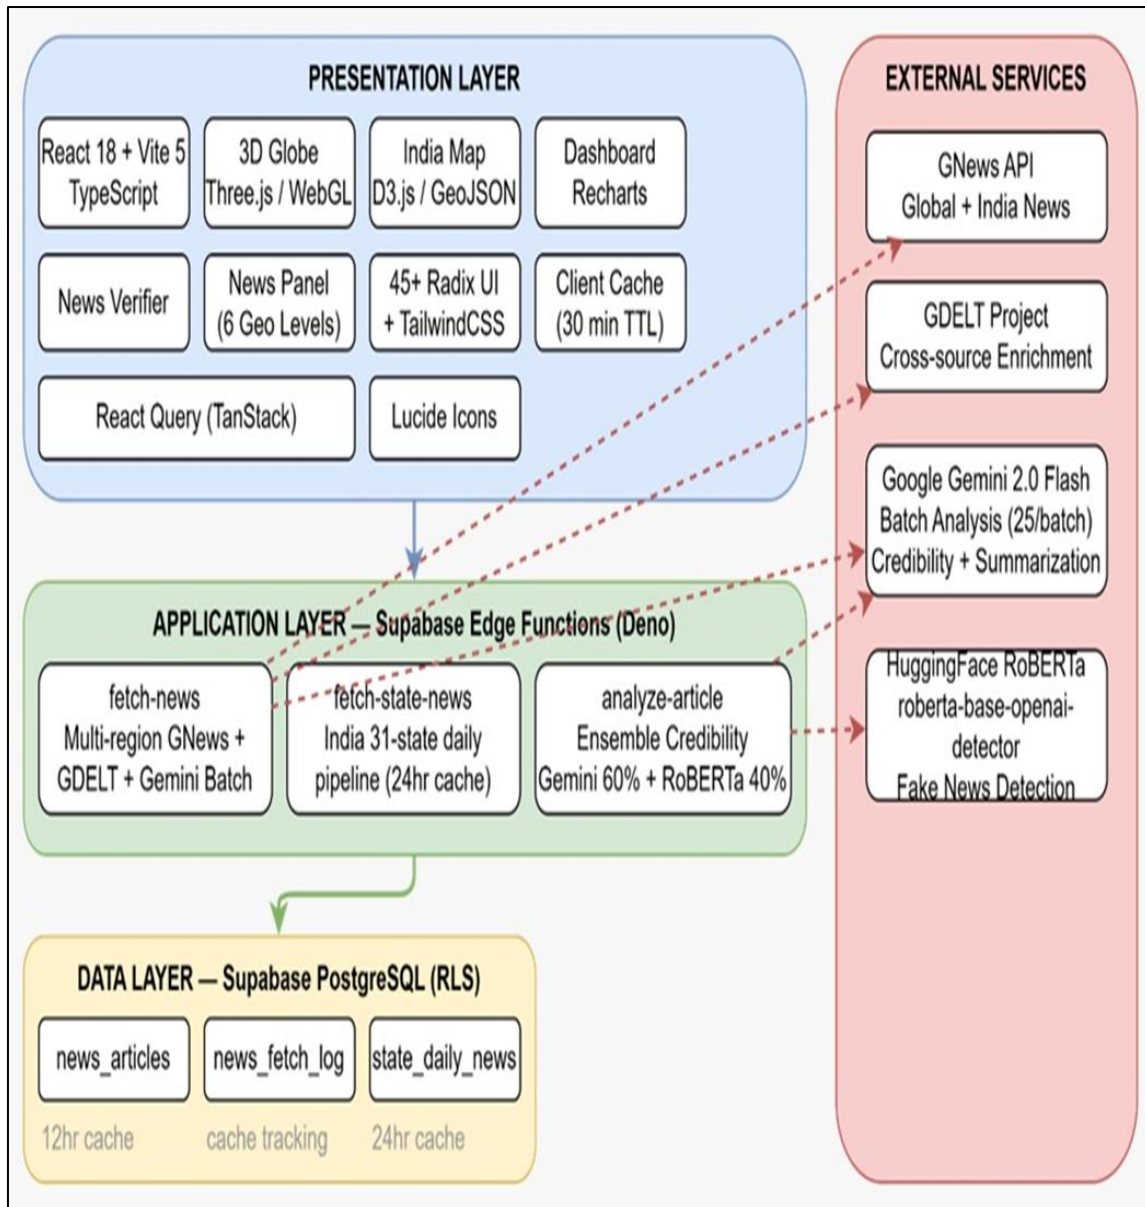 PRESENTATION LAYER
React 18 + Vite 5
TypeScript
3D Globe
Three.js / WebGL
India Map
D3.js / GeoJSON
Dashboard
Recharts
News Verifier
News Panel
(6 Geo Levels)
45+ Radix UI
+ TailwindCSS
Client Cache
(30 min TTL)
React Query (TanStack)
Lucide Icons
EXTERNAL SERVICES
GNews API
Global + India News
GDELT Project
Cross-source Enrichment
Google Gemini 2.0 Flash
Batch Analysis (25/batch)
Credibility + Summarization
HuggingFace RoBERTa
roberta-base-openai-
detector
Fake News Detection
APPLICATION LAYER — Supabase Edge Functions (Deno)
fetch-news
Multi-region GNews +
GDELT + Gemini Batch
fetch-state-news
India 31-state daily
pipeline (24hr cache)
analyze-article
Ensemble Credibility
Gemini 60% + RoBERTa 40%
DATA LAYER — Supabase PostgreSQL (RLS)
news_articles
news_fetch_log
state_daily_news
12hr cache
cache tracking
24hr cache